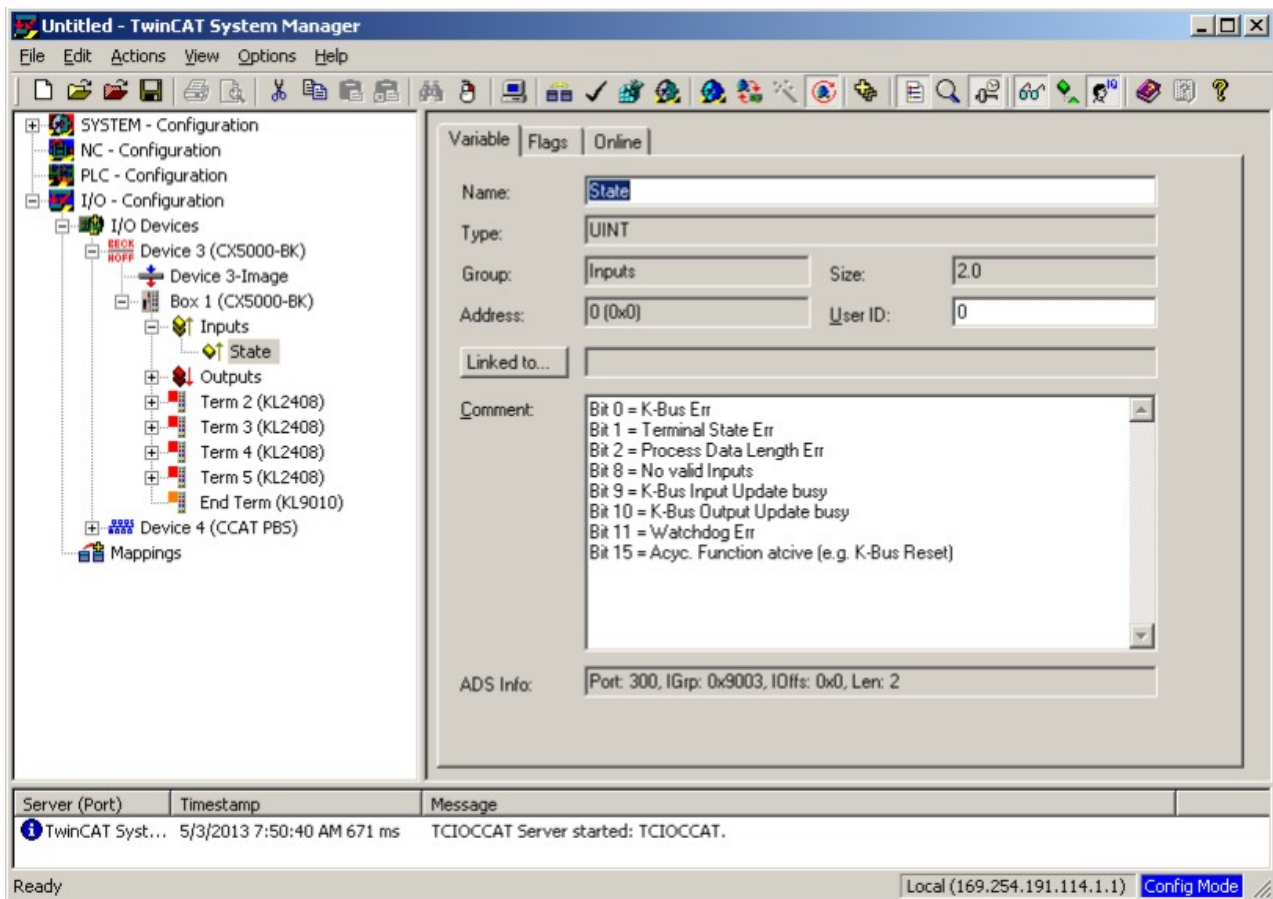 Untitled - TwinCAT System Manager
File Edit Actions View Options Help
SYSTEM - Configuration
NC - Configuration
PLC - Configuration
I/O - Configuration
I/O Devices
BECK
HOFF
Device 3 (CX5000-BK)
Device 3-Image
Box 1 (CX5000-BK)
Inputs
State
Outputs
Term 2 (KL2408)
Term 3 (KL2408)
Term 4 (KL2408)
Term 5 (KL2408)
End Term (KL9010)
Device 4 (CCAT PBS)
Mappings
Variable Flags Online
Name: State
Type: UINT
Group: Inputs Size: 2.0
Address: 0 (0x0) User ID: 0
Linked to...
Comment: Bit 0 = K-Bus Err
Bit 1 = Terminal State Err
Bit 2 = Process Data Length Err
Bit 8 = No valid Inputs
Bit 9 = K-Bus Input Update busy
Bit 10 = K-Bus Output Update busy
Bit 11 = Watchdog Err
Bit 15 = Acyc. Function atcive (e.g. K-Bus Reset)
ADS Info: Port: 300, IGrp: 0x9003, IOffs: 0x0, Len: 2
Server (Port) Timestamp Message
TwinCAT Syst... 5/3/2013 7:50:40 AM 671 ms TCIOCCAT Server started: TCIOCCAT.
Ready Local (169.254.191.114.1.1) Config Mode